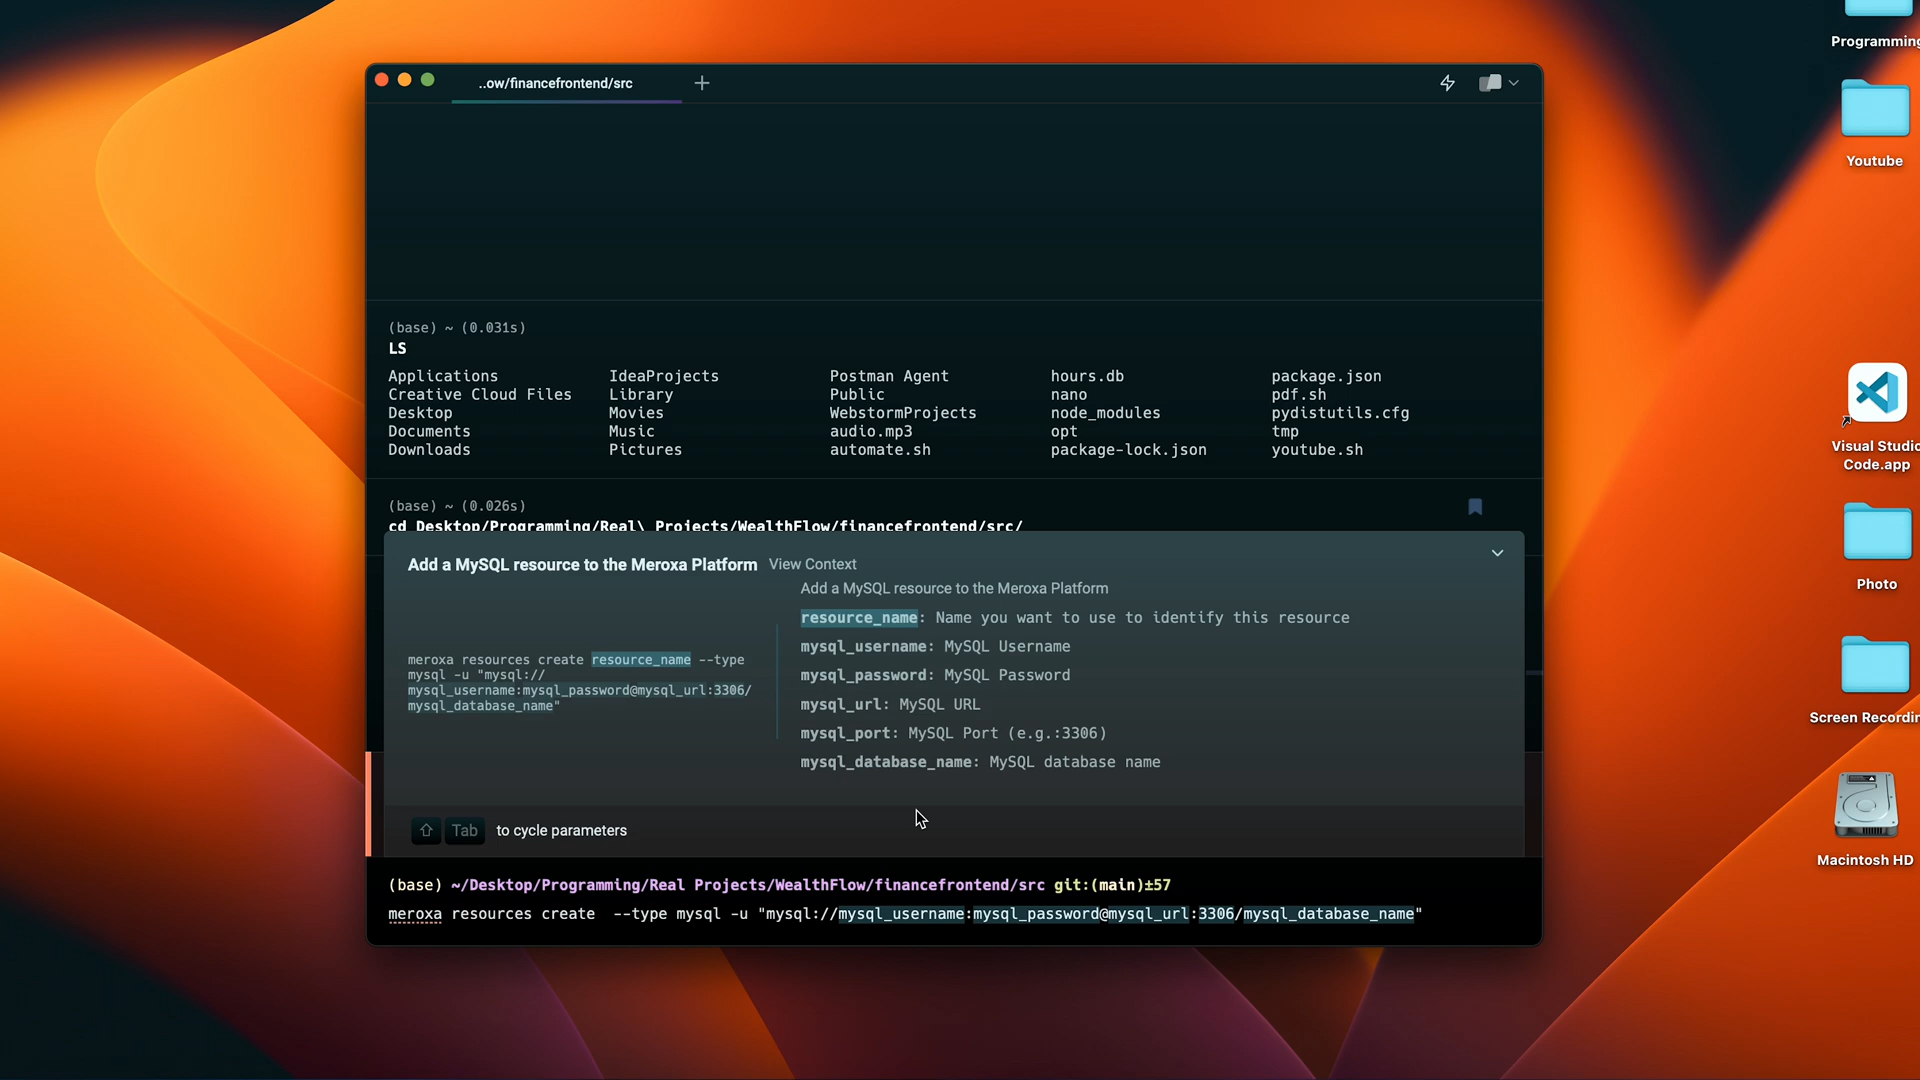 ..ow/financefrontend/src
(base) ~ (0.031s)
LS
Applications IdeaProjects Postman Agent hours.db package.json
Creative Cloud Files Library Public nano pdf.sh
Desktop Movies WebstormProjects node_modules pydistutils.cfg
Documents Music audio.mp3 opt tmp
Downloads Pictures automate.sh package-lock.json youtube.sh
(base) ~ (0.026s)
cd Desktop/Programming/Real\ Projects/WealthFlow/financefrontend/src/
Add a MySQL resource to the Meroxa Platform View Context
Add a MySQL resource to the Meroxa Platform
resource_name: Name you want to use to identify this resource
mysql_username: MySQL Username
mysql_password: MySQL Password
mysql_url: MySQL URL
mysql_port: MySQL Port (e.g.:3306)
mysql_database_name: MySQL database name
meroxa resources create resource_name --type
mysql -u "mysql://
mysql_username:mysql_password@mysql_url:3306/
mysql_database_name"
Tab to cycle parameters
(base) ~/Desktop/Programming/Real Projects/WealthFlow/financefrontend/src git:(main)±57
meroxa resources create  --type mysql -u "mysql://mysql_username:mysql_password@mysql_url:3306/mysql_database_name"
Programming
Youtube
Visual Studio
Code.app
Photo
Screen Recordin
Macintosh HD